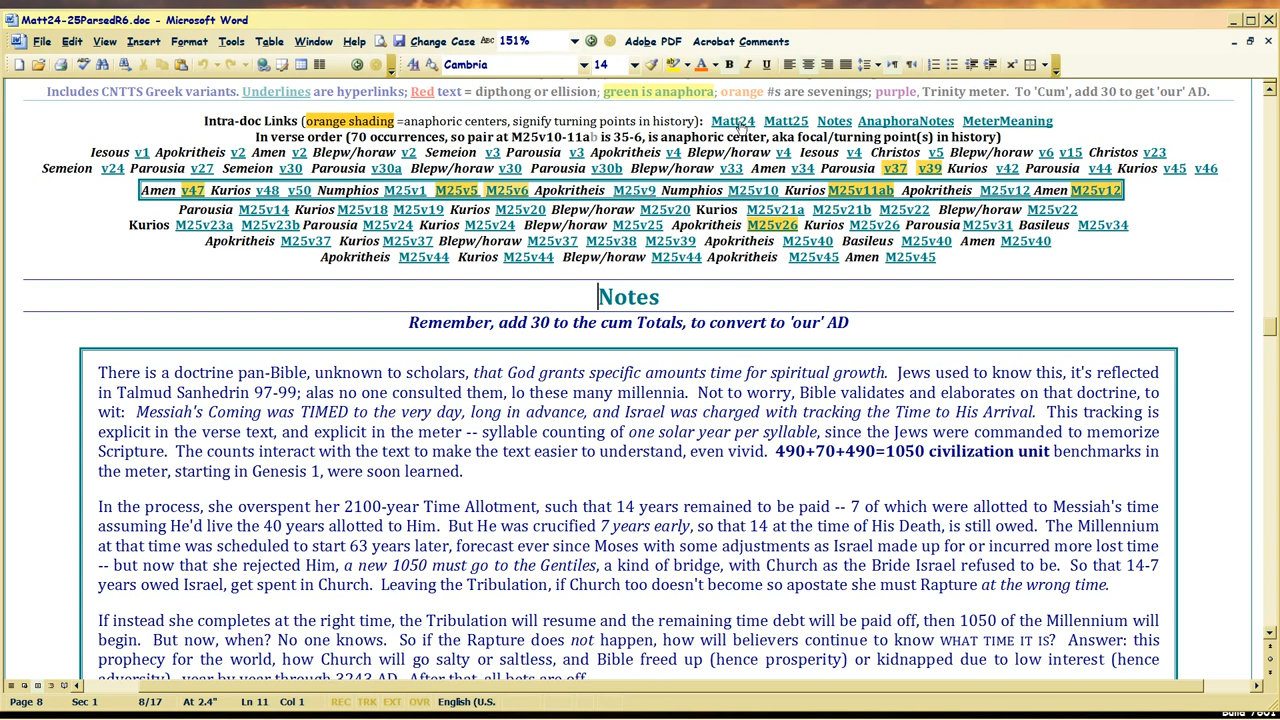 Matt24-25ParsedR6.doc - Microsoft Word
File Edit View Insert Format Tools Table Window Help Change Case ABC 151% Adobe PDF Acrobat Comments
Cambria 14 A B I U
Includes CNTTS Greek variants. Underlines are hyperlinks; Red text = dipthong or ellision; green is anaphora; orange #s are sevenings; purple, Trinity meter. To 'Cum', add 30 to get 'our' AD.
Intra-doc Links (orange shading =anaphoric centers, signify turning points in history): Matt24 Matt25 Notes AnaphoraNotes MeterMeaning
In verse order (70 occurrences, so pair at M25v10-11ab is 35-6, is anaphoric center, aka focal/turning point(s) in history)
Iesous v1 Apokritheis v2 Amen v2 Blepw/horaw v2 Semeion v3 Parousia v3 Apokritheis v4 Blepw/horaw v4 Iesous v4 Christos v5 Blepw/horaw v6 v15 Christos v23
Semeion v24 Parousia v27 Semeion v30 Parousia v30a Blepw/horaw v30 Parousia v30b Blepw/horaw v33 Amen v34 Parousia v37 v39 Kurios v42 Parousia v44 Kurios v45 v46
Amen v47 Kurios v48 v50 Numphios M25v1 M25v5 M25v6 Apokritheis M25v9 Numphios M25v10 Kurios M25v11ab Apokritheis M25v12 Amen M25v12
Parousia M25v14 Kurios M25v18 M25v19 Kurios M25v20 Blepw/horaw M25v20 Kurios M25v21a M25v21b M25v22 Blepw/horaw M25v22
Kurios M25v23a M25v23b Parousia M25v24 Kurios M25v24 Blepw/horaw M25v25 Apokritheis M25v26 Kurios M25v26 Parousia M25v31 Basileus M25v34
Apokritheis M25v37 Kurios M25v37 Blepw/horaw M25v37 M25v38 M25v39 Apokritheis M25v40 Basileus M25v40 Amen M25v40
Apokritheis M25v44 Kurios M25v44 Blepw/horaw M25v44 Apokritheis M25v45 Amen M25v45
Notes
Remember, add 30 to the cum Totals, to convert to 'our' AD
There is a doctrine pan-Bible, unknown to scholars, that God grants specific amounts time for spiritual growth. Jews used to know this, it's reflected
in Talmud Sanhedrin 97-99; alas no one consulted them, lo these many millennia. Not to worry, Bible validates and elaborates on that doctrine, to
wit: Messiah's Coming was TIMED to the very day, long in advance, and Israel was charged with tracking the Time to His Arrival. This tracking is
explicit in the verse text, and explicit in the meter -- syllable counting of one solar year per syllable, since the Jews were commanded to memorize
Scripture. The counts interact with the text to make the text easier to understand, even vivid. 490+70+490=1050 civilization unit benchmarks in
the meter, starting in Genesis 1, were soon learned.
In the process, she overspent her 2100-year Time Allotment, such that 14 years remained to be paid -- 7 of which were allotted to Messiah's time
assuming He'd live the 40 years allotted to Him. But He was crucified 7 years early, so that 14 at the time of His Death, is still owed. The Millennium
at that time was scheduled to start 63 years later, forecast ever since Moses with some adjustments as Israel made up for or incurred more lost time
-- but now that she rejected Him, a new 1050 must go to the Gentiles, a kind of bridge, with Church as the Bride Israel refused to be. So that 14-7
years owed Israel, get spent in Church. Leaving the Tribulation, if Church too doesn't become so apostate she must Rapture at the wrong time.
If instead she completes at the right time, the Tribulation will resume and the remaining time debt will be paid off, then 1050 of the Millennium will
begin. But now, when? No one knows. So if the Rapture does not happen, how will believers continue to know WHAT TIME IT IS? Answer: this
prophecy for the world, how Church will go salty or saltless, and Bible freed up (hence prosperity) or kidnapped due to low interest (hence
adversity) year by year through 3243 AD. After that, all bets are off
Page 8 Sec 1 8/17 At 2.4" Ln 11 Col 1 REC TRK EXT OVR English (U.S.
Build 7601